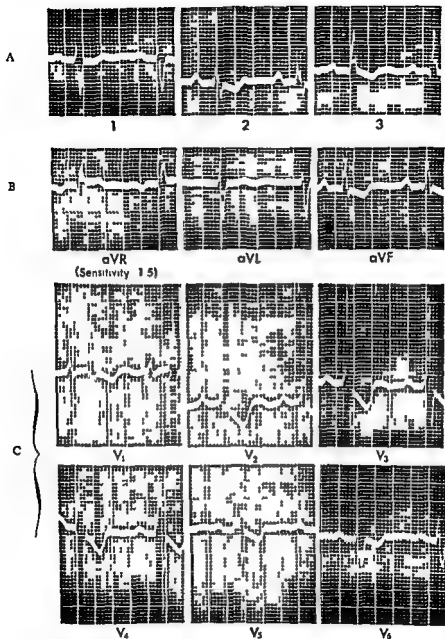 A
1 2 3
B
aVR aVL aVF
(Sensitivity 1 5)
C
V₁ V₂ V₃
V₄ V₅ V₆